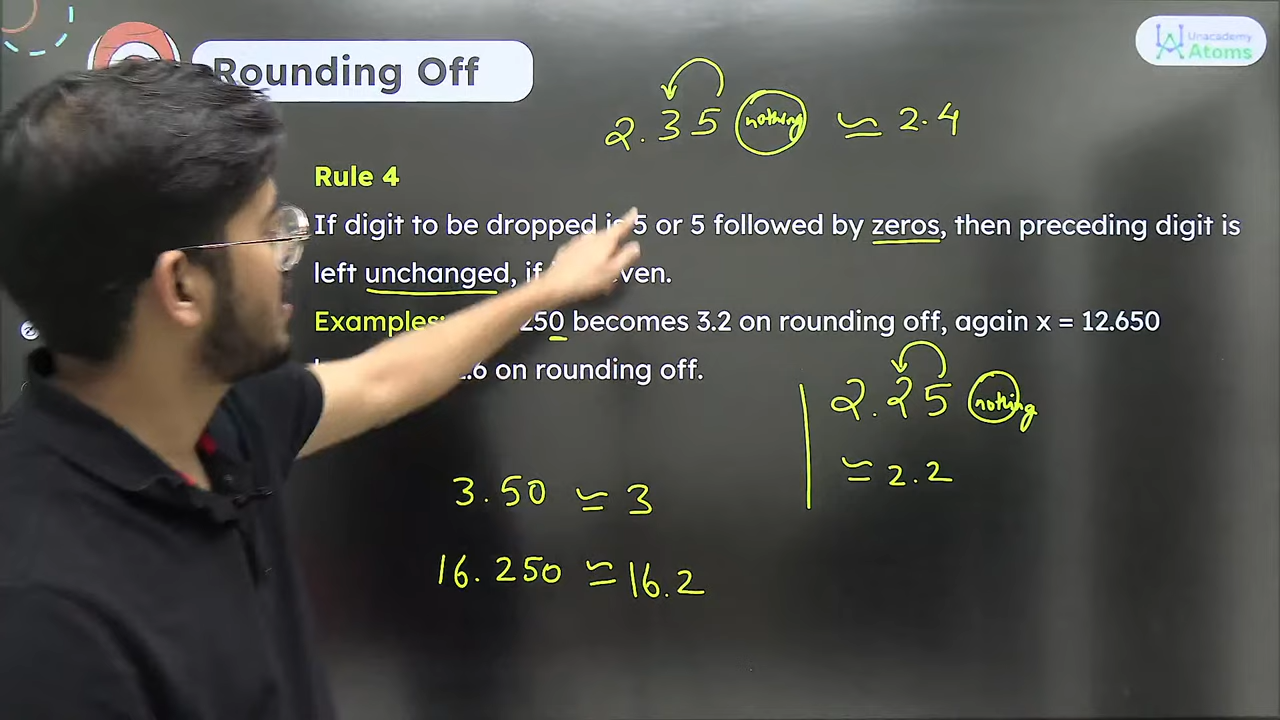 Rounding Off
Unacademy
Atoms
2.35 nothing ≃ 2.4
Rule 4
If digit to be dropped is 5 or 5 followed by zeros, then preceding digit is
left unchanged, if even.
Examples: 250 becomes 3.2 on rounding off, again x = 12.650
.6 on rounding off.
2.25 nothing
≃ 2.2
3.50 ≃ 3
16.250 ≃ 16.2